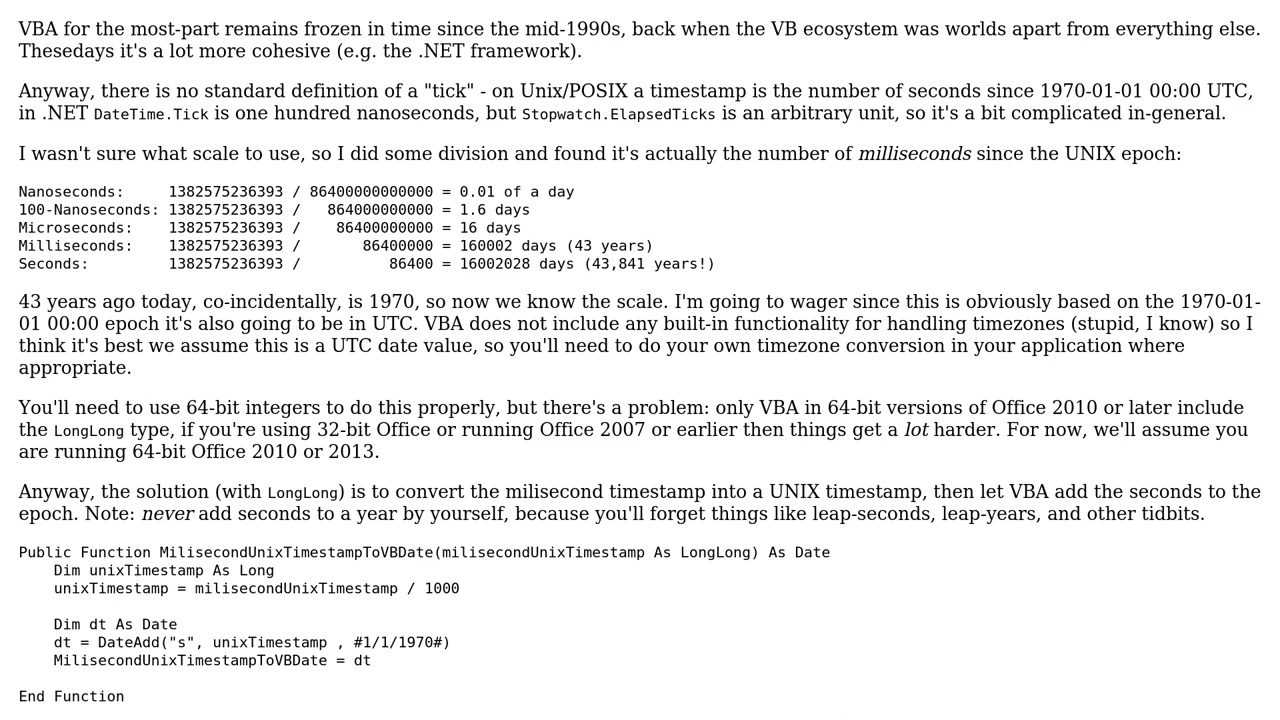 VBA for the most-part remains frozen in time since the mid-1990s, back when the VB ecosystem was worlds apart from everything else.
Thesedays it's a lot more cohesive (e.g. the .NET framework).
Anyway, there is no standard definition of a "tick" - on Unix/POSIX a timestamp is the number of seconds since 1970-01-01 00:00 UTC,
in .NET DateTime.Tick is one hundred nanoseconds, but Stopwatch.ElapsedTicks is an arbitrary unit, so it's a bit complicated in-general.
I wasn't sure what scale to use, so I did some division and found it's actually the number of milliseconds since the UNIX epoch:
Nanoseconds:     1382575236393 / 86400000000000 = 0.01 of a day
100-Nanoseconds: 1382575236393 /   864000000000 = 1.6 days
Microseconds:    1382575236393 /    86400000000 = 16 days
Milliseconds:    1382575236393 /       86400000 = 160002 days (43 years)
Seconds:         1382575236393 /          86400 = 16002028 days (43,841 years!)
43 years ago today, co-incidentally, is 1970, so now we know the scale. I'm going to wager since this is obviously based on the 1970-01-
01 00:00 epoch it's also going to be in UTC. VBA does not include any built-in functionality for handling timezones (stupid, I know) so I
think it's best we assume this is a UTC date value, so you'll need to do your own timezone conversion in your application where
appropriate.
You'll need to use 64-bit integers to do this properly, but there's a problem: only VBA in 64-bit versions of Office 2010 or later include
the LongLong type, if you're using 32-bit Office or running Office 2007 or earlier then things get a lot harder. For now, we'll assume you
are running 64-bit Office 2010 or 2013.
Anyway, the solution (with LongLong) is to convert the milisecond timestamp into a UNIX timestamp, then let VBA add the seconds to the
epoch. Note: never add seconds to a year by yourself, because you'll forget things like leap-seconds, leap-years, and other tidbits.
Public Function MilisecondUnixTimestampToVBDate(milisecondUnixTimestamp As LongLong) As Date
    Dim unixTimestamp As Long
    unixTimestamp = milisecondUnixTimestamp / 1000
    Dim dt As Date
    dt = DateAdd("s", unixTimestamp , #1/1/1970#)
    MilisecondUnixTimestampToVBDate = dt
End Function